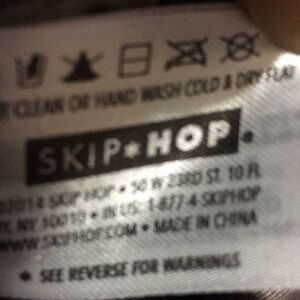 CLEAN OR HAND WASH COLD & DRY FLAT
SKIP*HOP
2014 SKIP HOP • 50 W 23RD ST. 10 FL
NY, NY 10010 • IN US: 1-877-4-SKIPHOP
WWW.SKIPHOP.COM • MADE IN CHINA
• SEE REVERSE FOR WARNINGS